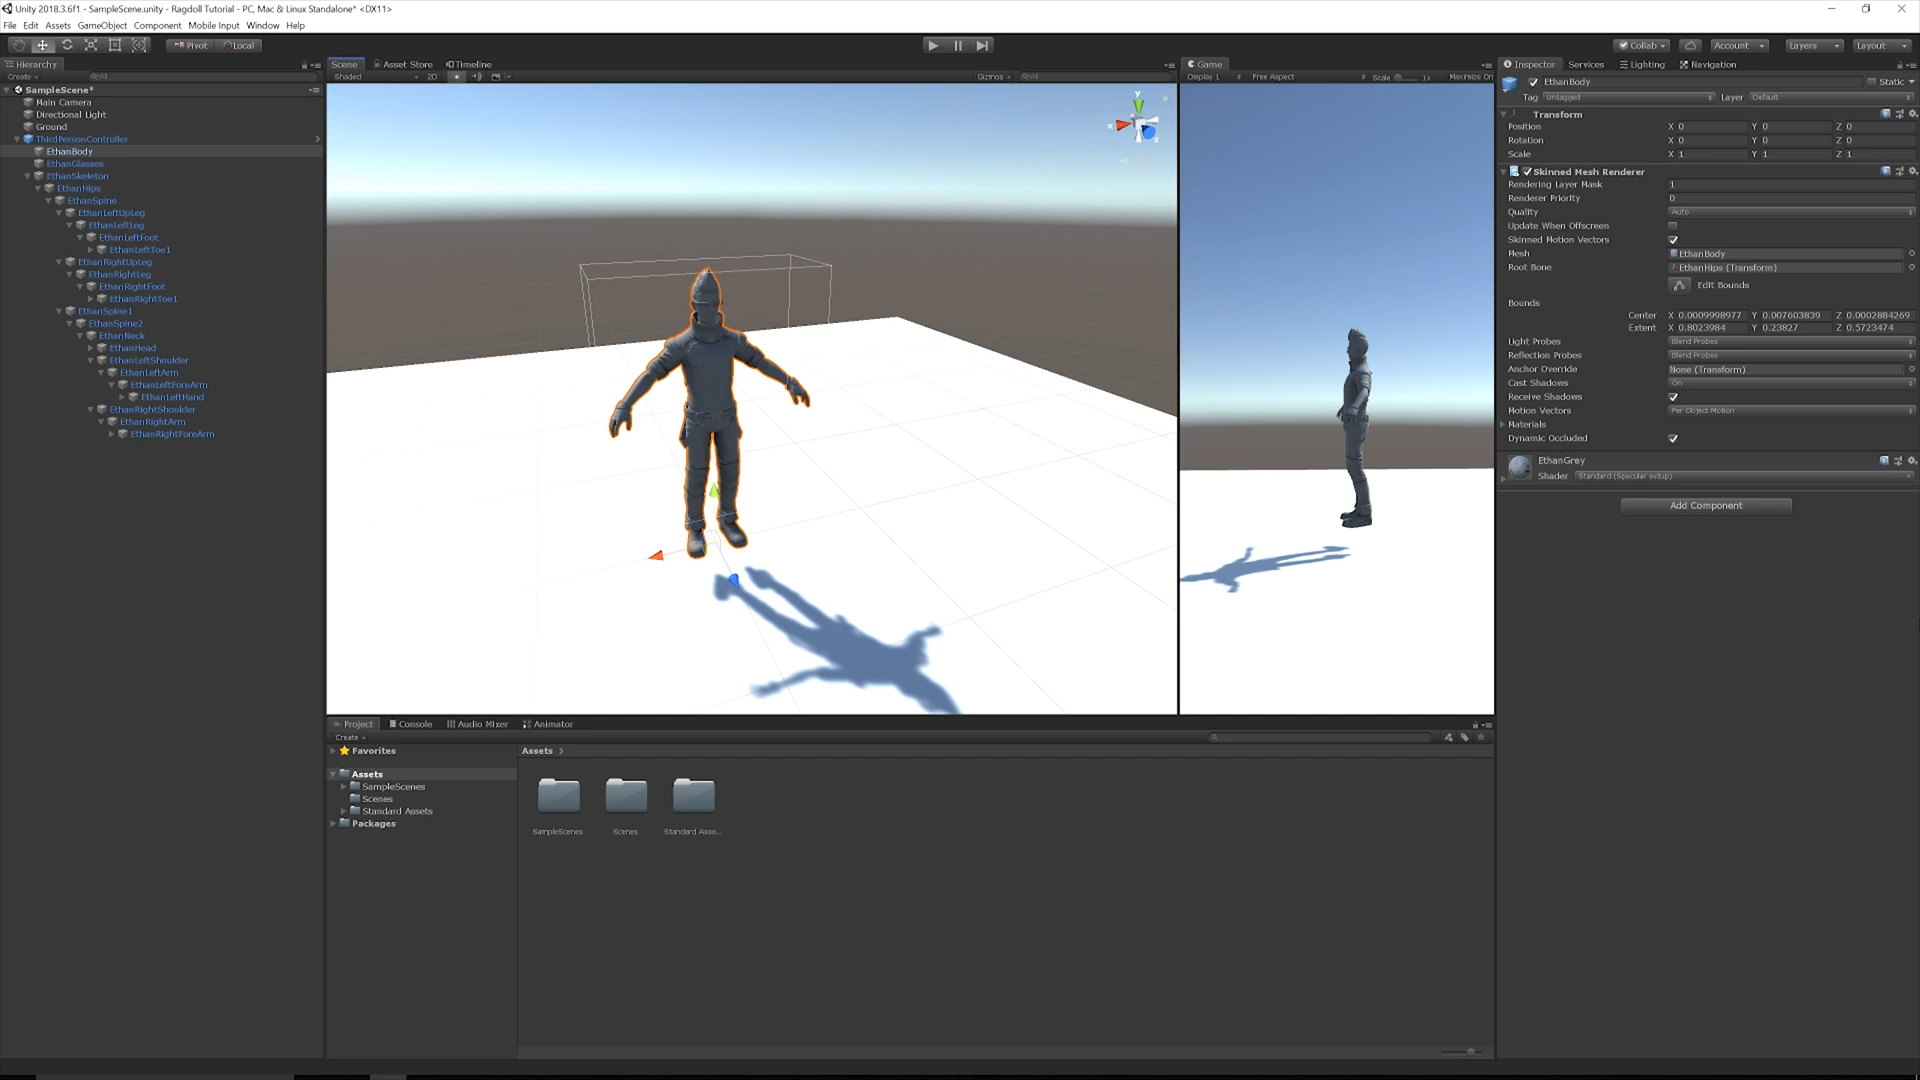 Unity 2018.3.6f1 - SampleScene.unity - Ragdoll Tutorial - PC, Mac & Linux Standalone* <DX11>
File Edit Assets GameObject Component Mobile Input Window Help
Pivot Local Collab Account Layers Layout
Hierarchy
Create
SampleScene*
Main Camera
Directional Light
Ground
ThirdPersonController
EthanBody
EthanGlasses
EthanSkeleton
EthanHips
EthanSpine
EthanLeftUpLeg
EthanLeftLeg
EthanLeftFoot
EthanLeftToe1
EthanRightUpLeg
EthanRightLeg
EthanRightFoot
EthanRightToe1
EthanSpine1
EthanSpine2
EthanNeck
EthanHead
EthanLeftShoulder
EthanLeftArm
EthanLeftForeArm
EthanLeftHand
EthanRightShoulder
EthanRightArm
EthanRightForeArm
Scene Asset Store Timeline
Shaded 2D Gizmos All
y
x
z
Game
Display 1 Free Aspect Scale 1x Maximize On
Project Console Audio Mixer Animator
Create
Favorites
Assets
SampleScenes
Scenes
Standard Assets
Packages
Assets
SampleScenes Scenes Standard Asse...
Inspector Services Lighting Navigation
EthanBody Static
Tag Untagged Layer Default
Transform
Position X 0 Y 0 Z 0
Rotation X 0 Y 0 Z 0
Scale X 1 Y 1 Z 1
Skinned Mesh Renderer
Rendering Layer Mask 1
Renderer Priority 0
Quality Auto
Update When Offscreen
Skinned Motion Vectors
Mesh EthanBody
Root Bone EthanHips (Transform)
Edit Bounds
Bounds
Center X 0.0009998977 Y 0.007603839 Z 0.0002884269
Extent X 0.8023984 Y 0.23827 Z 0.5723474
Light Probes Blend Probes
Reflection Probes Blend Probes
Anchor Override None (Transform)
Cast Shadows On
Receive Shadows
Motion Vectors Per Object Motion
Materials
Dynamic Occluded
EthanGrey
Shader Standard (Specular setup)
Add Component